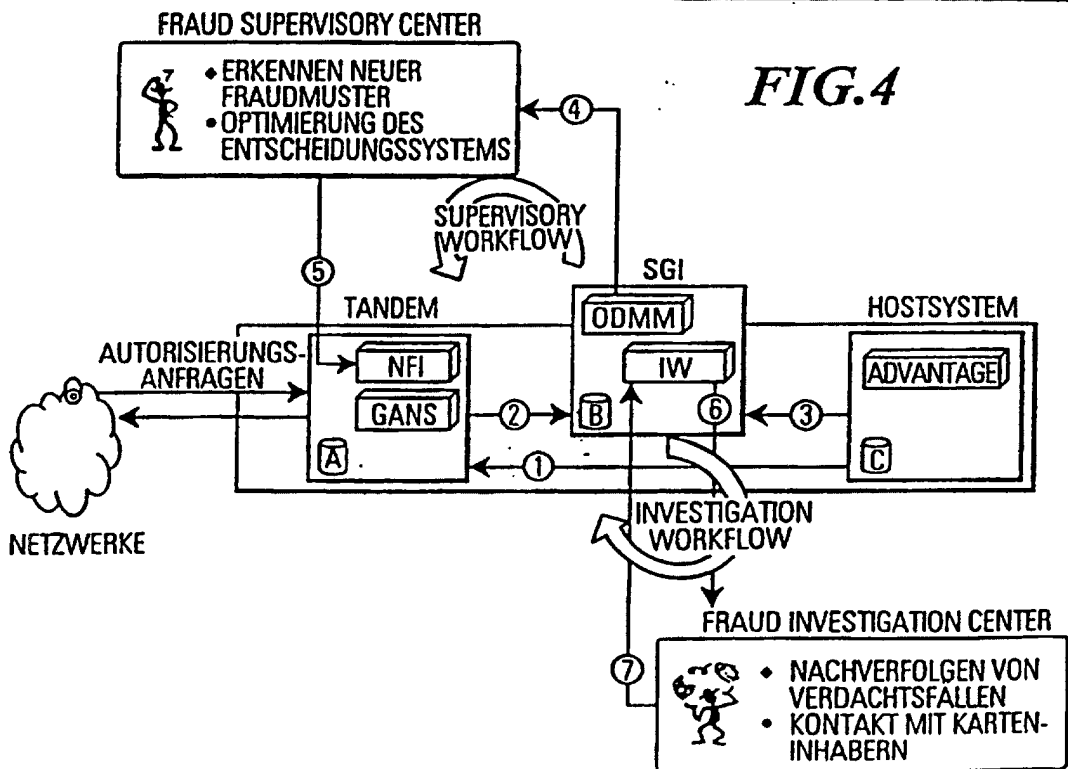 FRAUD SUPERVISORY CENTER
• ERKENNEN NEUER
FRAUDMUSTER
• OPTIMIERUNG DES
ENTSCHEIDUNGSSYSTEMS
FIG.4
4
SUPERVISORY
WORKFLOW
5
SGI
TANDEM
HOSTSYSTEM
ODMM
AUTORISIERUNGS-
ANFRAGEN
NFI
IW
ADVANTAGE
GANS
2
6
3
A
B
C
1
NETZWERKE
INVESTIGATION
WORKFLOW
FRAUD INVESTIGATION CENTER
7
• NACHVERFOLGEN VON
VERDACHTSFÄLLEN
• KONTAKT MIT KARTEN-
INHABERN